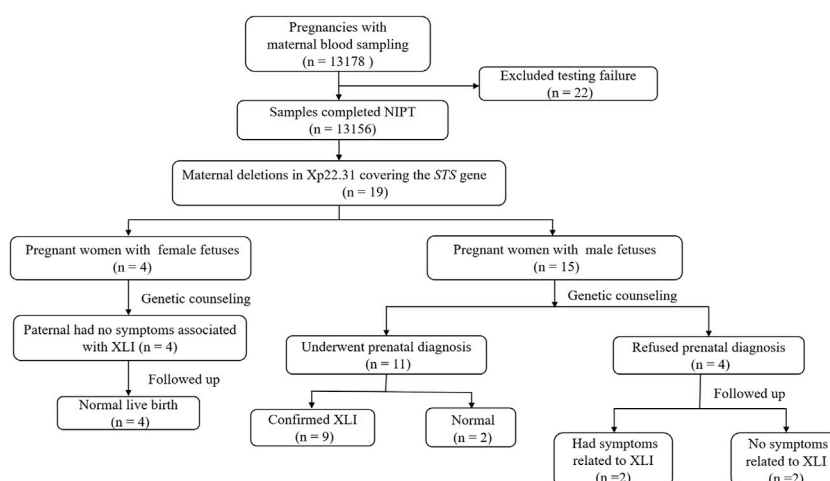 Pregnancies with
maternal blood sampling
(n = 13178 )
Excluded testing failure
(n = 22)
Samples completed NIPT
(n = 13156)
Maternal deletions in Xp22.31 covering the STS gene
(n = 19)
Pregnant women with female fetuses
(n = 4)
Pregnant women with male fetuses
(n = 15)
Genetic counseling
Genetic counseling
Paternal had no symptoms associated
with XLI (n = 4)
Underwent prenatal diagnosis
(n = 11)
Refused prenatal diagnosis
(n = 4)
Followed up
Followed up
Normal live birth
(n = 4)
Confirmed XLI
(n = 9)
Normal
(n = 2)
Had symptoms
related to XLI
(n =2)
No symptoms
related to XLI
(n =2)